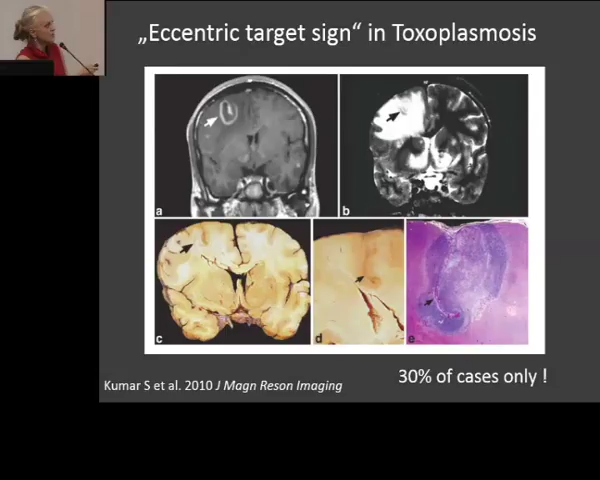 „Eccentric target sign“ in Toxoplasmosis
a
b
c
d
e
30% of cases only !
Kumar S et al. 2010 J Magn Reson Imaging